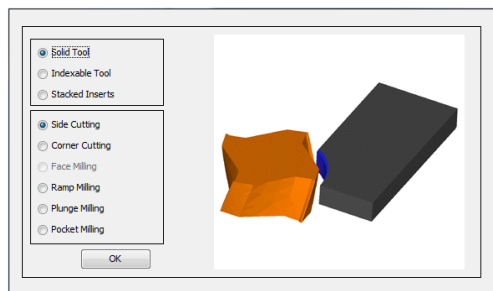 Solid Tool
Indexable Tool
Stacked Inserts
Side Cutting
Corner Cutting
Face Milling
Ramp Milling
Plunge Milling
Pocket Milling
OK